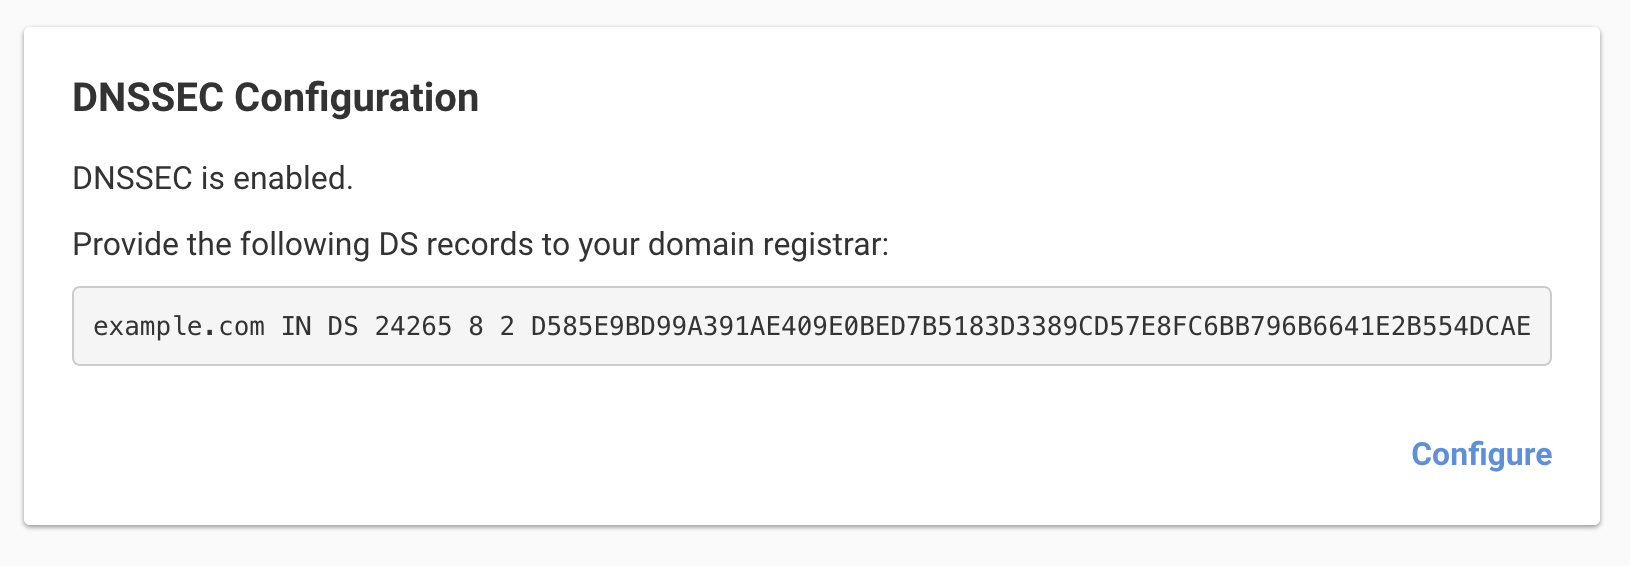 DNSSEC Configuration
DNSSEC is enabled.
Provide the following DS records to your domain registrar:
example.com IN DS 24265 8 2 D585E9BD99A391AE409E0BED7B5183D3389CD57E8FC6BB796B6641E2B554DCAE
Configure